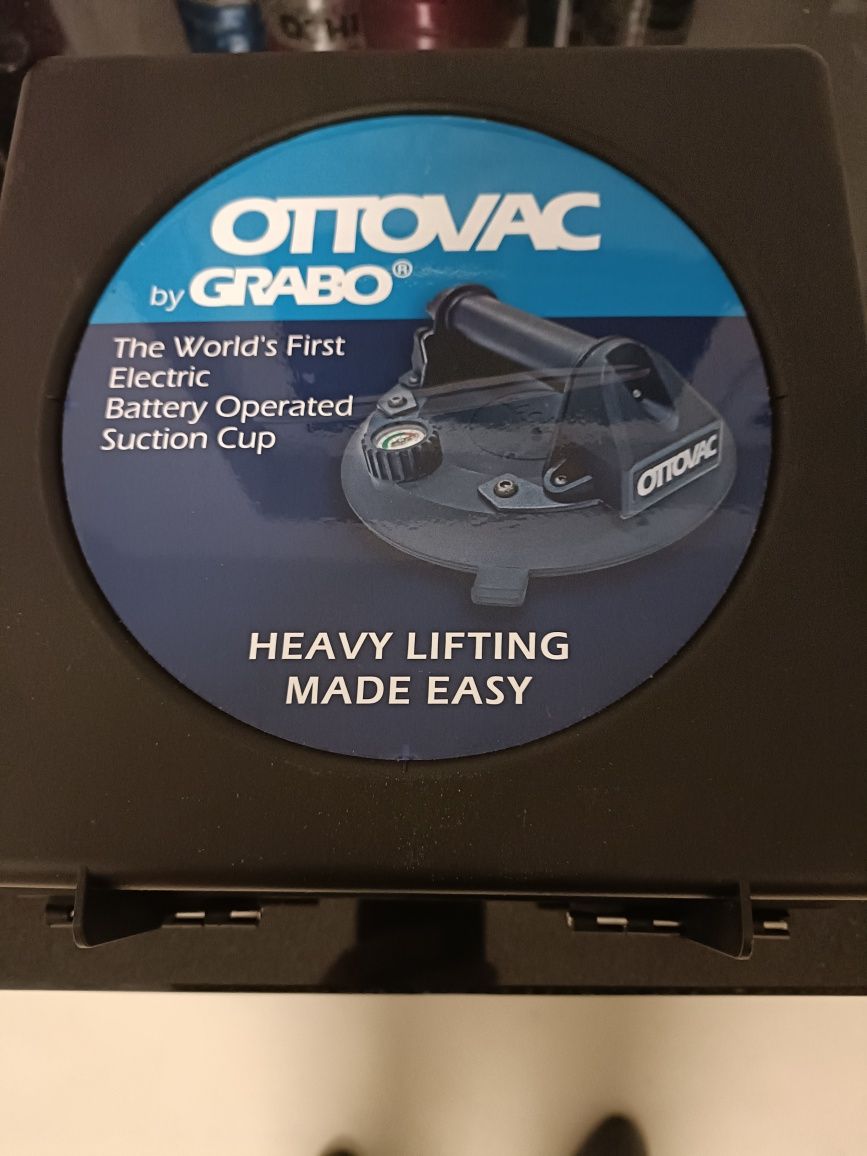 OTTOVAC
by GRABO®
The World's First
Electric
Battery Operated
Suction Cup
OTTOVAC
HEAVY LIFTING
MADE EASY